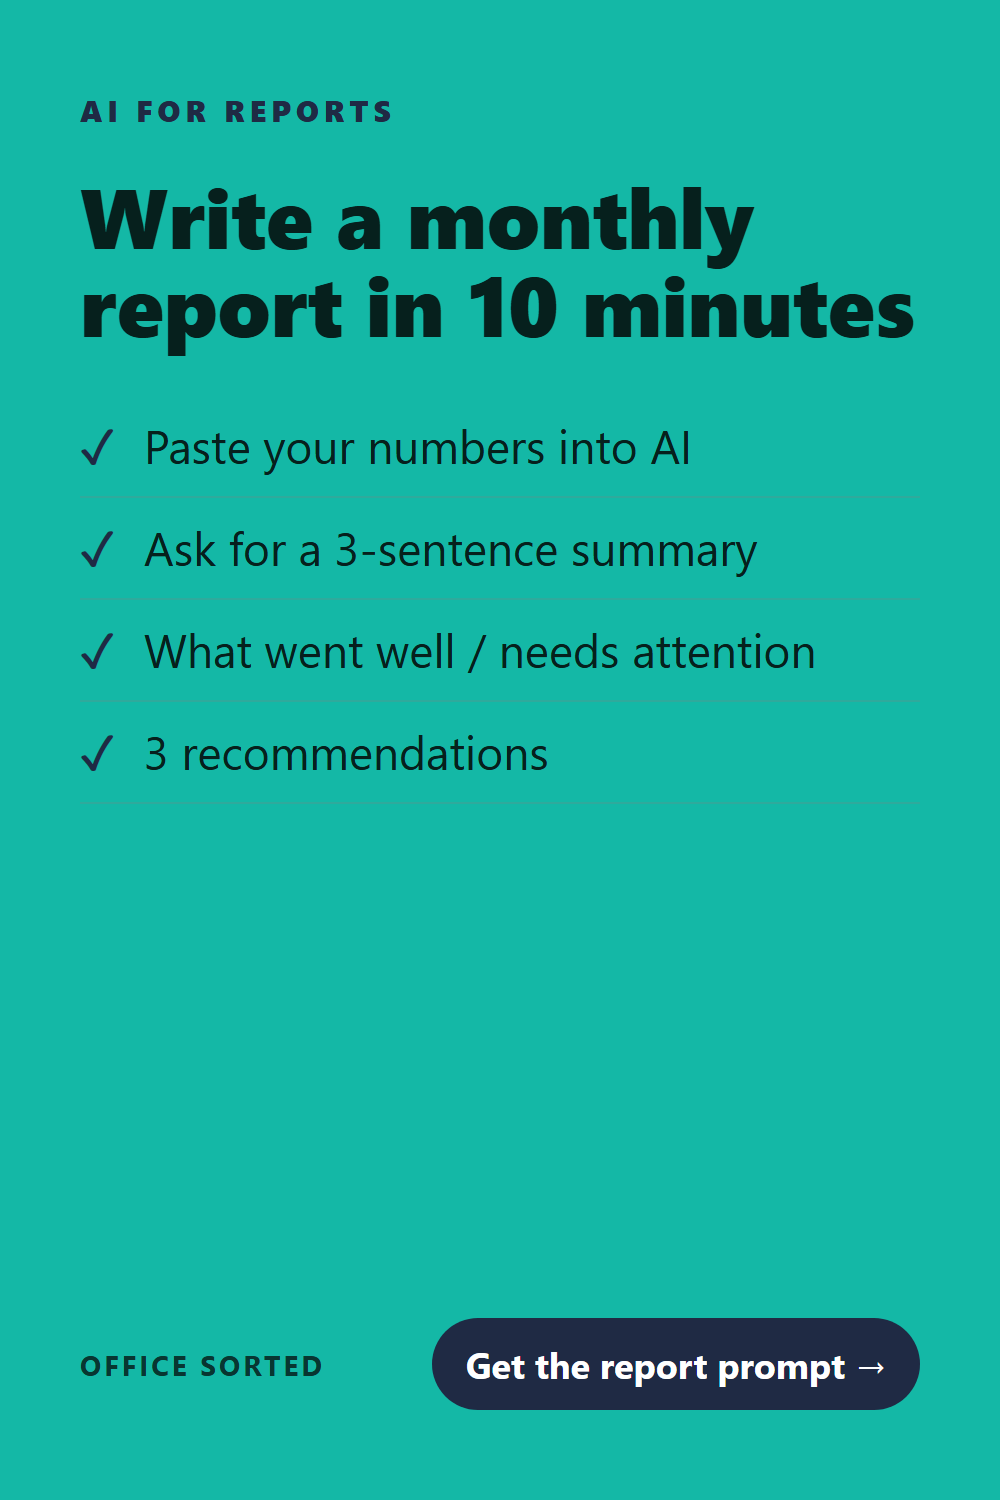 AI FOR REPORTS
Write a monthly
report in 10 minutes
✓ Paste your numbers into AI
✓ Ask for a 3-sentence summary
✓ What went well / needs attention
✓ 3 recommendations
OFFICE SORTED
Get the report prompt →